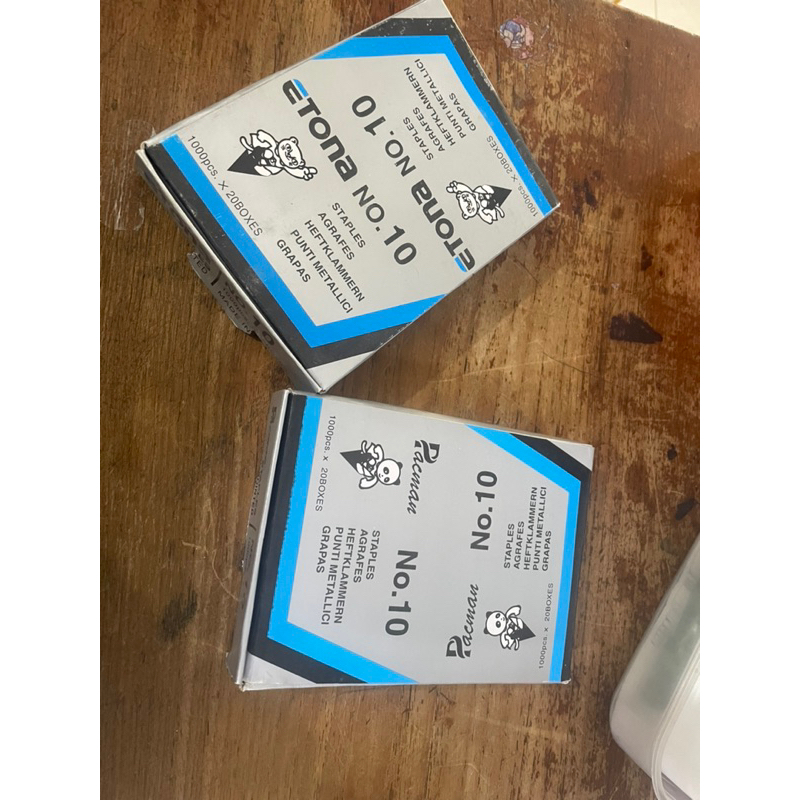 ETONA NO.10
STAPLES
AGRAFES
HEFTKLAMMERN
PUNTI METALLICI
GRAPAS
1000pcs. X 20BOXES
ETONA NO.10
STAPLES
AGRAFES
HEFTKLAMMERN
PUNTI METALLICI
GRAPAS
1000pcs. X 20BOXES
Pacman No.10
STAPLES
AGRAFES
HEFTKLAMMERN
PUNTI METALLICI
GRAPAS
1000pcs. x 20BOXES
Pacman No.10
STAPLES
AGRAFES
HEFTKLAMMERN
PUNTI METALLICI
GRAPAS
1000pcs. x 20BOXES